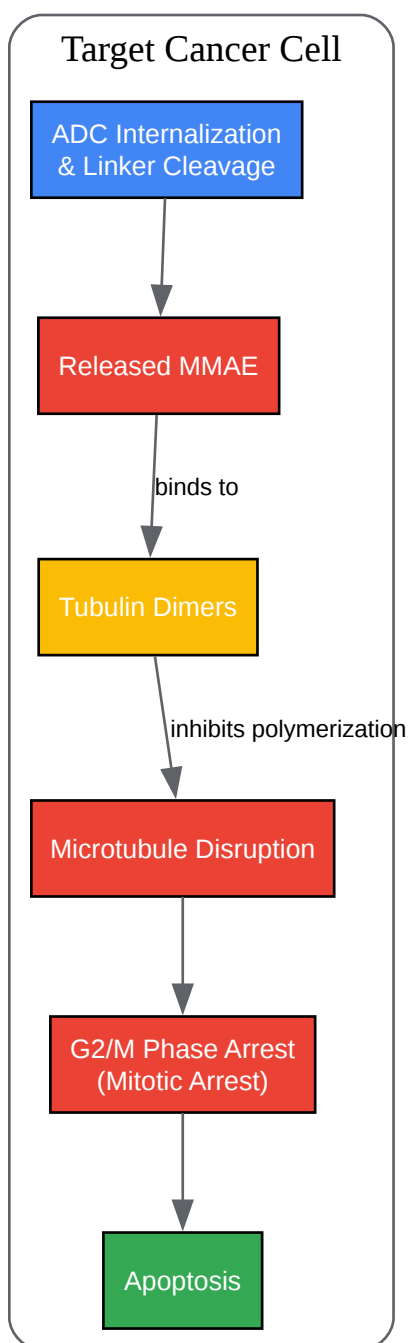 Target Cancer Cell
ADC Internalization
& Linker Cleavage
Released MMAE
binds to
Tubulin Dimers
inhibits polymerization
Microtubule Disruption
G2/M Phase Arrest
(Mitotic Arrest)
Apoptosis